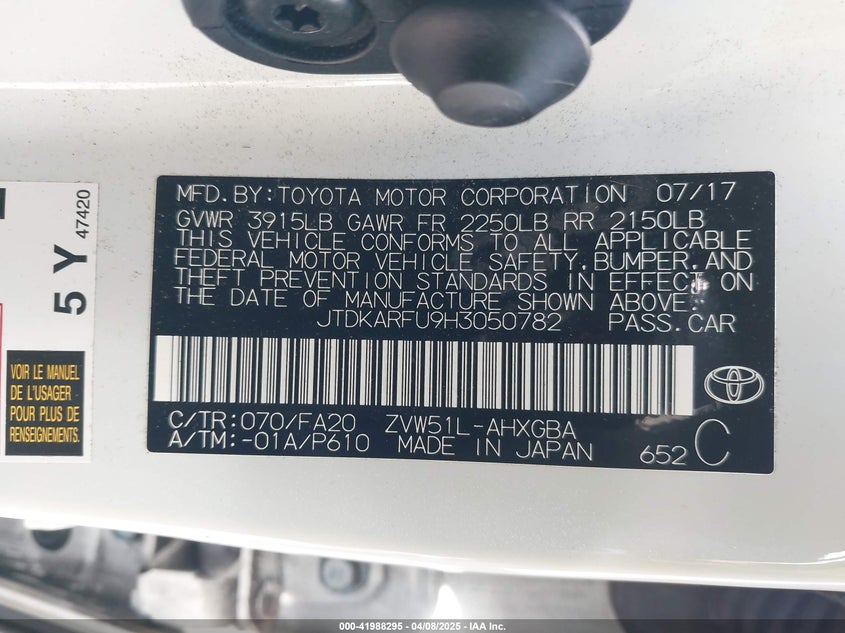 MFD.BY:TOYOTA MOTOR CORPORATION 07/17
GVWR 3915LB GAWR FR 2250LB RR 2150LB
THIS VEHICLE CONFORMS TO ALL APPLICABLE
FEDERAL MOTOR VEHICLE SAFETY,BUMPER,AND
THEFT PREVENTION STANDARDS IN EFFECT ON
THE DATE OF MANUFACTURE SHOWN ABOVE.
JTDKARFU9H3050782 PASS.CAR
C/TR:070/FA20 ZVW51L-AHXGBA
A/TM:-01A/P610 MADE IN JAPAN
652 C
5 Y 47420
VOIR LE MANUEL
DE L'USAGER
POUR PLUS DE
RENSEIGNEMENTS.
000-41988295 - 04/08/2025 - IAA Inc.